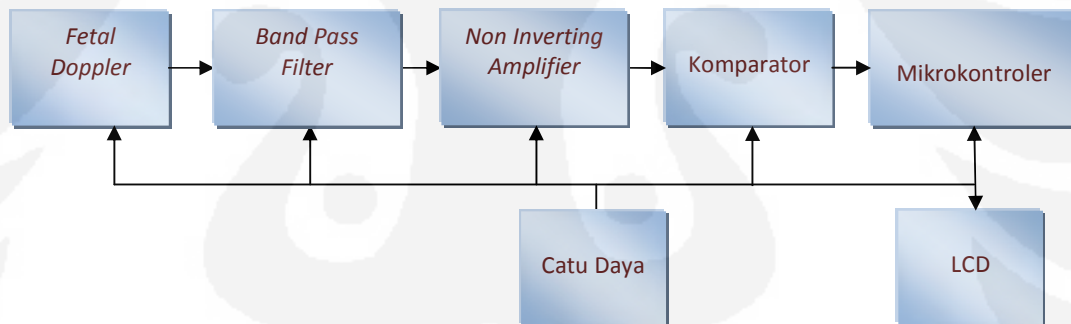 Fetal
Doppler
Band Pass
Filter
Non Inverting
Amplifier
Komparator
Mikrokontroler
Catu Daya
LCD